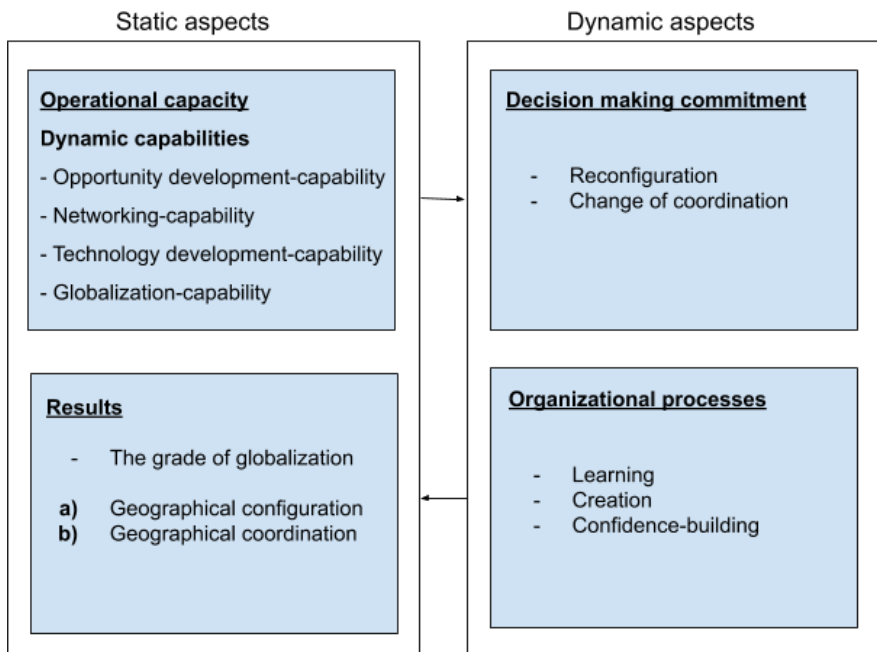 Static aspects
Operational capacity
Dynamic capabilities
- Opportunity development-capability
- Networking-capability
- Technology development-capability
- Globalization-capability
Results
- The grade of globalization
a) Geographical configuration
b) Geographical coordination
Dynamic aspects
Decision making commitment
- Reconfiguration
- Change of coordination
Organizational processes
- Learning
- Creation
- Confidence-building